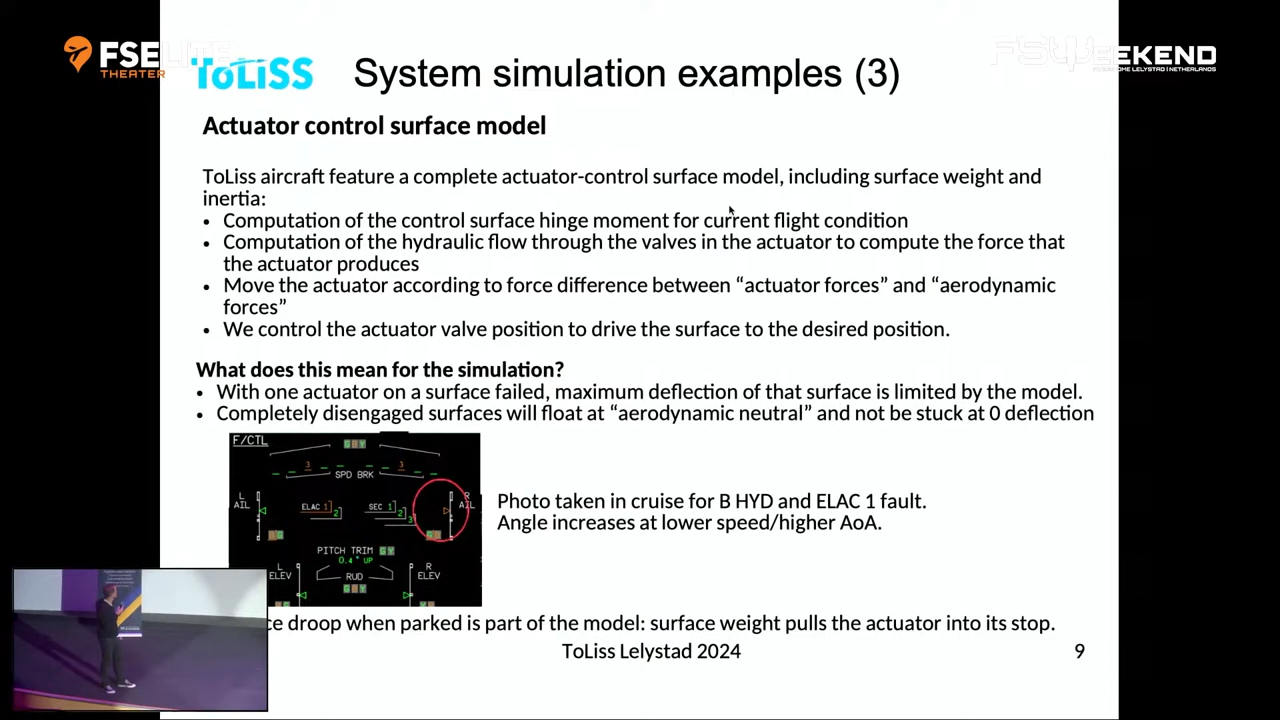 FSELITE
THEATER
FSWEEKEND
AVIODROME LELYSTAD | NETHERLANDS
ToLiSS
System simulation examples (3)
Actuator control surface model
ToLiss aircraft feature a complete actuator-control surface model, including surface weight and
inertia:
• Computation of the control surface hinge moment for current flight condition
• Computation of the hydraulic flow through the valves in the actuator to compute the force that
the actuator produces
• Move the actuator according to force difference between “actuator forces” and “aerodynamic
forces”
• We control the actuator valve position to drive the surface to the desired position.
What does this mean for the simulation?
• With one actuator on a surface failed, maximum deflection of that surface is limited by the model.
• Completely disengaged surfaces will float at “aerodynamic neutral” and not be stuck at 0 deflection
F/CTL
G B Y
3 3
SPD BRK
L
AIL
ELAC 1
2
SEC 1
2
3
R
AIL
B G
G B
PITCH TRIM G Y
0.4° UP
L
ELEV
RUD
R
ELEV
G B Y
Photo taken in cruise for B HYD and ELAC 1 fault.
Angle increases at lower speed/higher AoA.
ce droop when parked is part of the model: surface weight pulls the actuator into its stop.
ToLiss Lelystad 2024
9